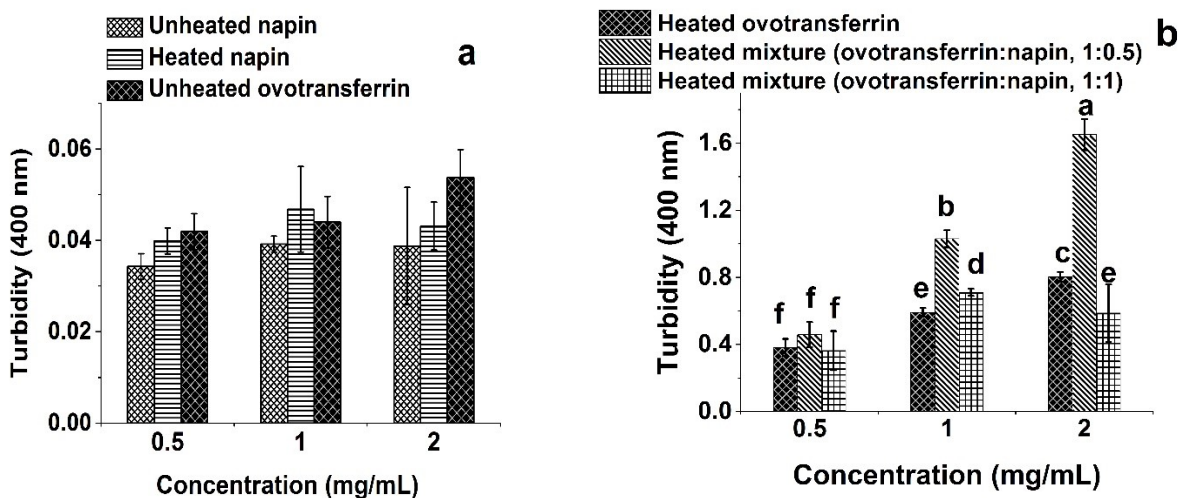 Unheated napin
Heated napin
Unheated ovotransferrin
a
Turbidity (400 nm)
0.06
0.04
0.02
0.00
0.5
1
2
Concentration (mg/mL)
Heated ovotransferrin
Heated mixture (ovotransferrin:napin, 1:0.5)
Heated mixture (ovotransferrin:napin, 1:1)
b
Turbidity (400 nm)
1.6
1.2
0.8
0.4
0.0
f
f
f
e
b
d
c
a
e
0.5
1
2
Concentration (mg/mL)